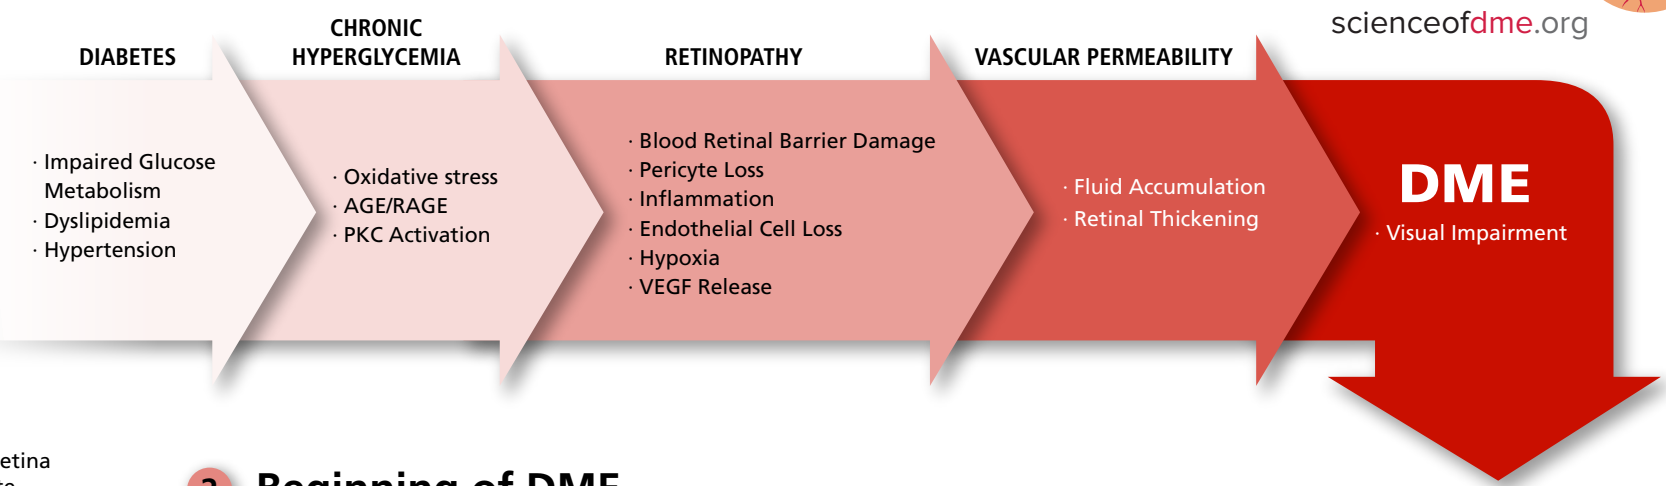 scienceofdme.org
CHRONIC
DIABETES
HYPERGLYCEMIA
RETINOPATHY
VASCULAR PERMEABILITY
· Impaired Glucose
Metabolism
· Dyslipidemia
· Hypertension
· Oxidative stress
· AGE/RAGE
· PKC Activation
· Blood Retinal Barrier Damage
· Pericyte Loss
· Inflammation
· Endothelial Cell Loss
· Hypoxia
· VEGF Release
· Fluid Accumulation
· Retinal Thickening
DME
· Visual Impairment
etina
Beginning of DME